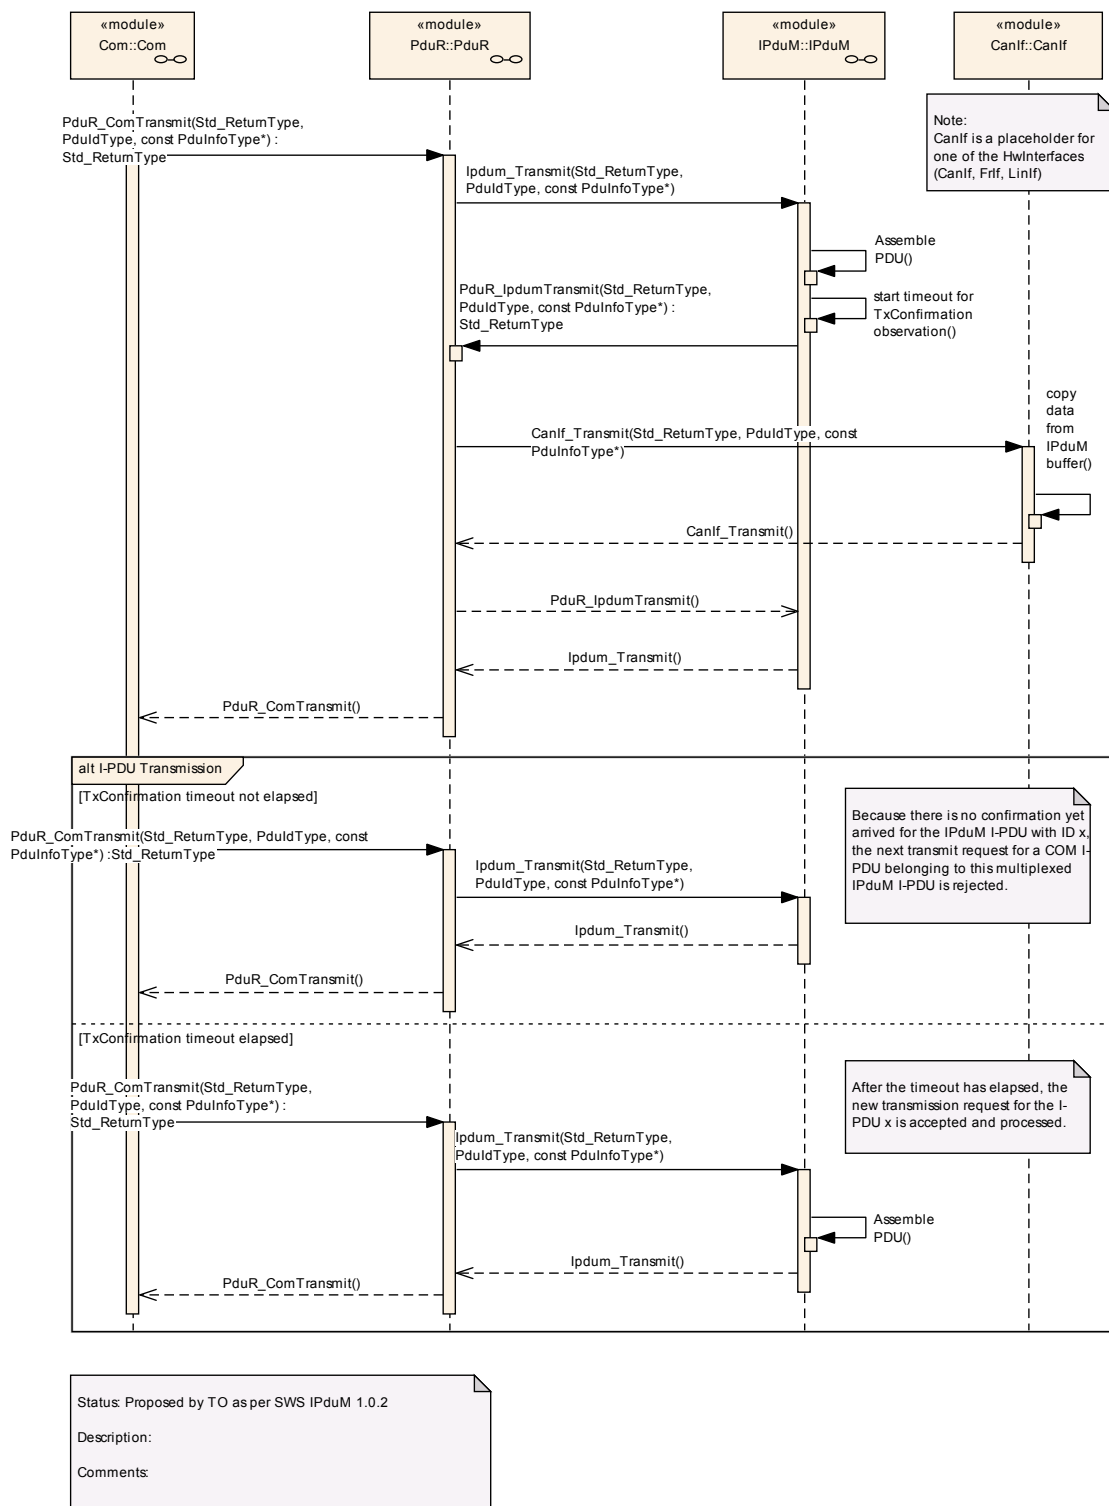 «module»
Com::Com
«module»
PduR::PduR
«module»
IPduM::IPduM
«module»
CanIf::CanIf
Note:
CanIf is a placeholder for
one of the HwInterfaces
(CanIf, FrIf, LinIf)
PduR_ComTransmit(Std_ReturnType,
PduIdType, const PduInfoType*) :
Std_ReturnType
Ipdum_Transmit(Std_ReturnType,
PduIdType, const PduInfoType*)
Assemble
PDU()
start timeout for
TxConfirmation
observation()
PduR_IpdumTransmit(Std_ReturnType,
PduIdType, const PduInfoType*) :
Std_ReturnType
CanIf_Transmit(Std_ReturnType, PduIdType, const
PduInfoType*)
copy
data
from
IPduM
buffer()
CanIf_Transmit()
PduR_IpdumTransmit()
Ipdum_Transmit()
PduR_ComTransmit()
alt I-PDU Transmission
[TxConfirmation timeout not elapsed]
Because there is no confirmation yet
arrived for the IPduM I-PDU with ID x,
the next transmit request for a COM I-
PDU belonging to this multiplexed
IPduM I-PDU is rejected.
PduR_ComTransmit(Std_ReturnType, PduIdType, const
PduInfoType*) :Std_ReturnType
Ipdum_Transmit(Std_ReturnType,
PduIdType, const PduInfoType*)
Ipdum_Transmit()
PduR_ComTransmit()
[TxConfirmation timeout elapsed]
After the timeout has elapsed, the
new transmission request for the I-
PDU x is accepted and processed.
PduR_ComTransmit(Std_ReturnType,
PduIdType, const PduInfoType*) :
Std_ReturnType
Ipdum_Transmit(Std_ReturnType,
PduIdType, const PduInfoType*)
Assemble
PDU()
Ipdum_Transmit()
PduR_ComTransmit()
Status: Proposed by TO as per SWS IPduM 1.0.2
Description:
Comments: